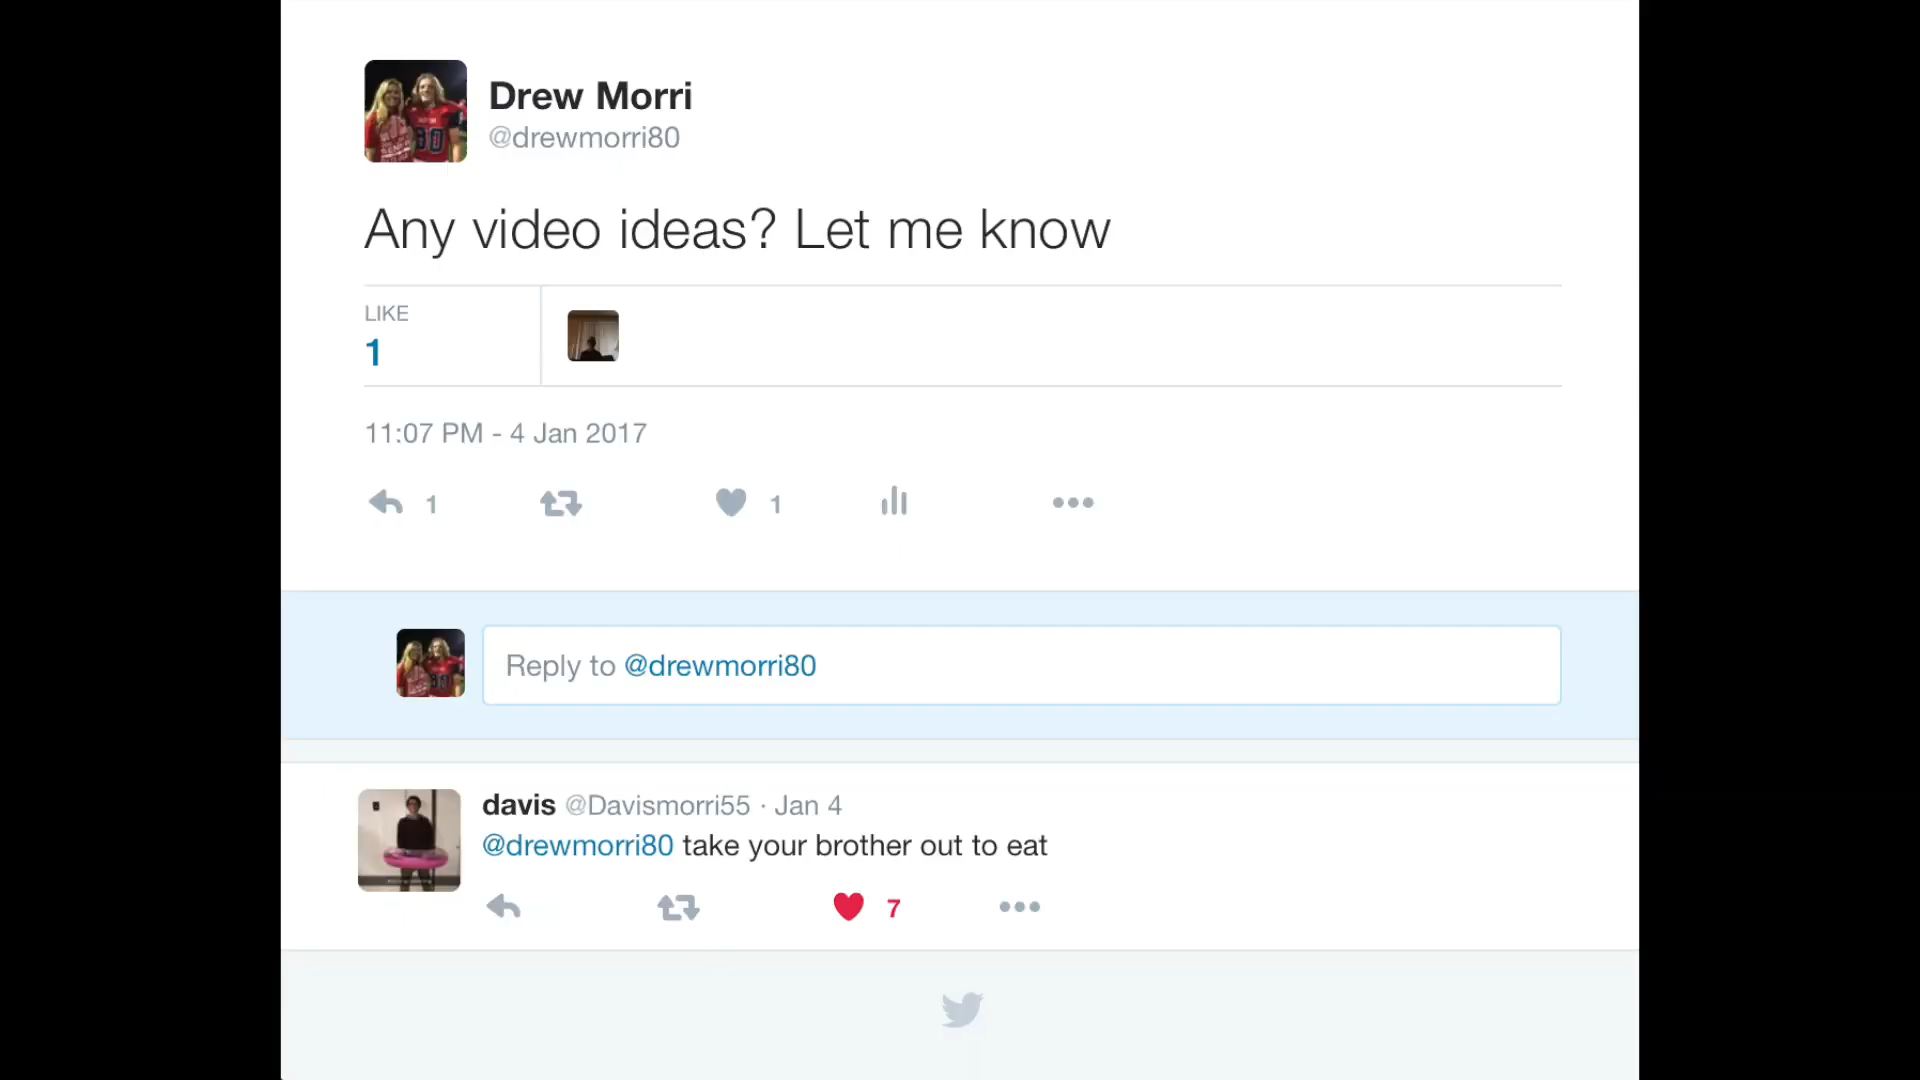 Drew Morri
@drewmorri80
Any video ideas? Let me know
LIKE
1
11:07 PM - 4 Jan 2017
1
1
Reply to @drewmorri80
davis @Davismorri55 · Jan 4
@drewmorri80 take your brother out to eat
7
80